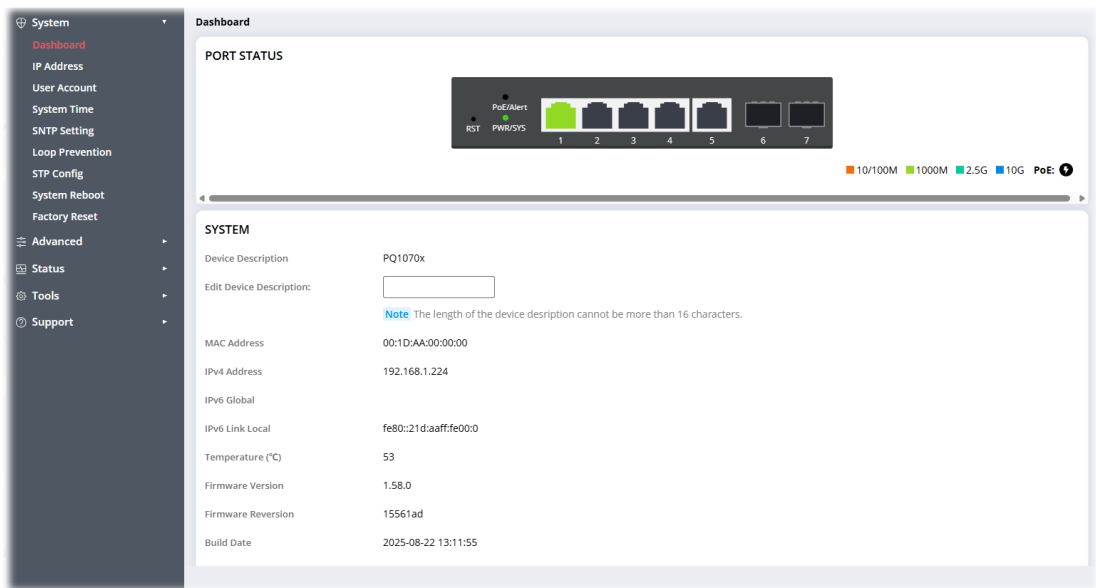 System
Dashboard
IP Address
User Account
System Time
SNTP Setting
Loop Prevention
STP Config
System Reboot
Factory Reset
Advanced
Status
Tools
Support
Dashboard
PORT STATUS
PoE/Alert
RST PWR/SYS
1 2 3 4 5 6 7
10/100M 1000M 2.5G 10G PoE:
SYSTEM
Device Description PQ1070x
Edit Device Description:
Note The length of the device desription cannot be more than 16 characters.
MAC Address 00:1D:AA:00:00:00
IPv4 Address 192.168.1.224
IPv6 Global
IPv6 Link Local fe80::21d:aaff:fe00:0
Temperature (℃) 53
Firmware Version 1.58.0
Firmware Reversion 15561ad
Build Date 2025-08-22 13:11:55